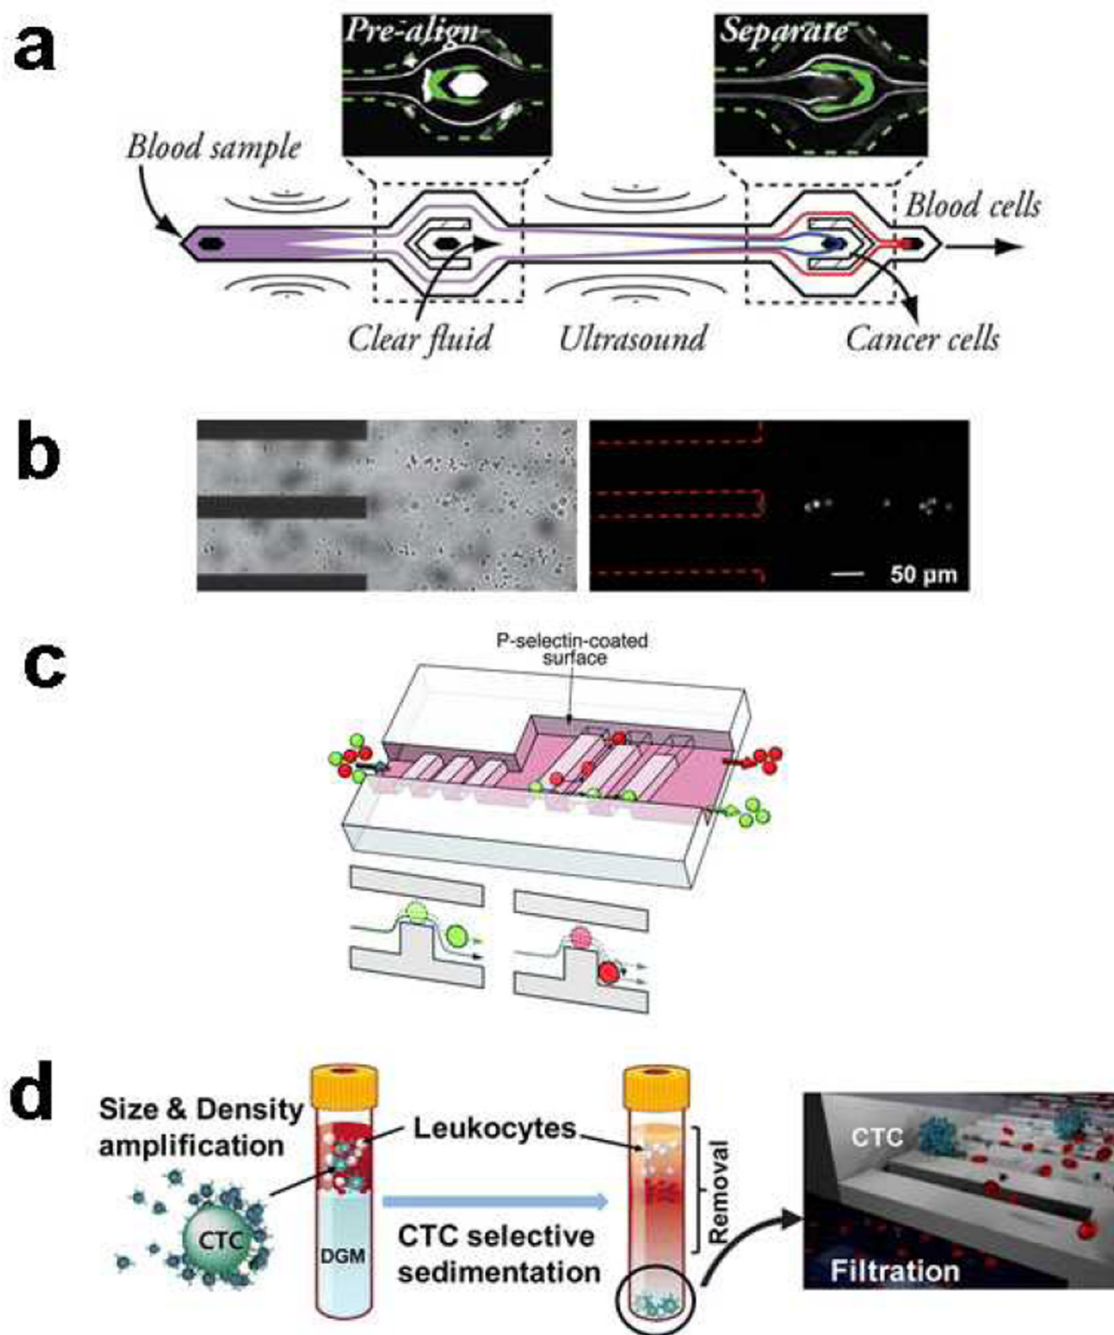 a
Pre-align
Separate
Blood sample
Blood cells
Clear fluid
Ultrasound
Cancer cells
b
50 µm
c
P-selectin-coated
surface
d
Size & Density
amplification
Leukocytes
CTC
DGM
CTC selective
sedimentation
Removal
CTC
Filtration